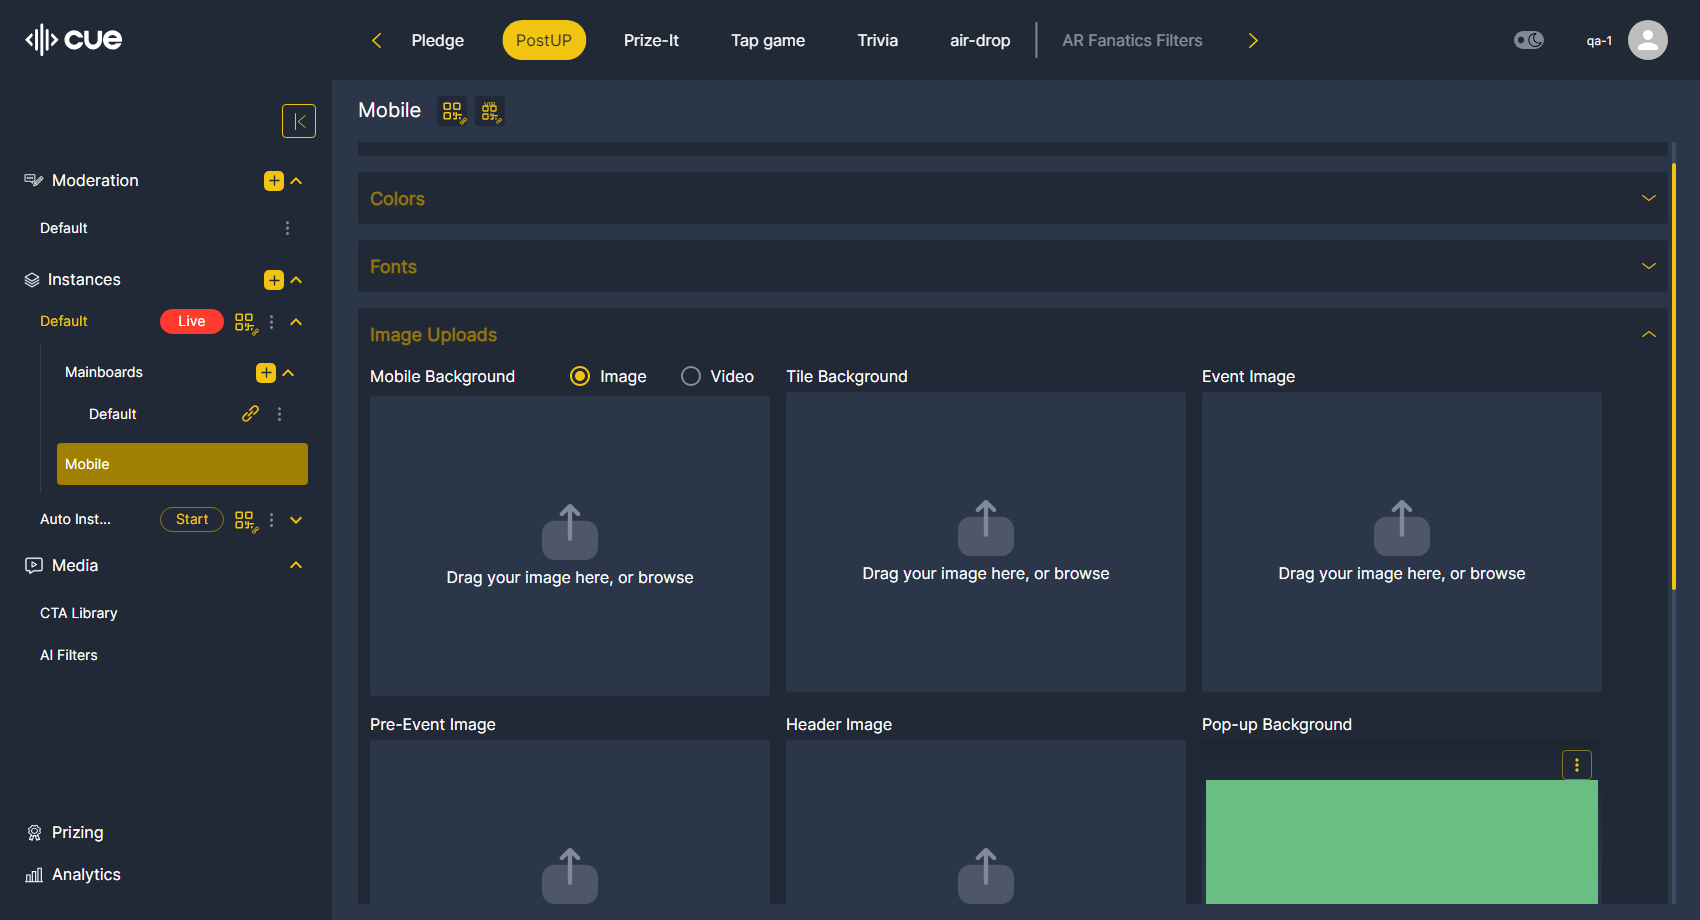 cue
Pledge
PostUP
Prize-It
Tap game
Trivia
air-drop
AR Fanatics Filters
qa-1
Moderation
Default
Instances
Default
Live
Mainboards
Default
Mobile
Auto Inst...
Start
Media
CTA Library
AI Filters
Prizing
Analytics
Mobile
VIP
Colors
Fonts
Image Uploads
Mobile Background
Image
Video
Tile Background
Event Image
Drag your image here, or browse
Drag your image here, or browse
Drag your image here, or browse
Pre-Event Image
Header Image
Pop-up Background